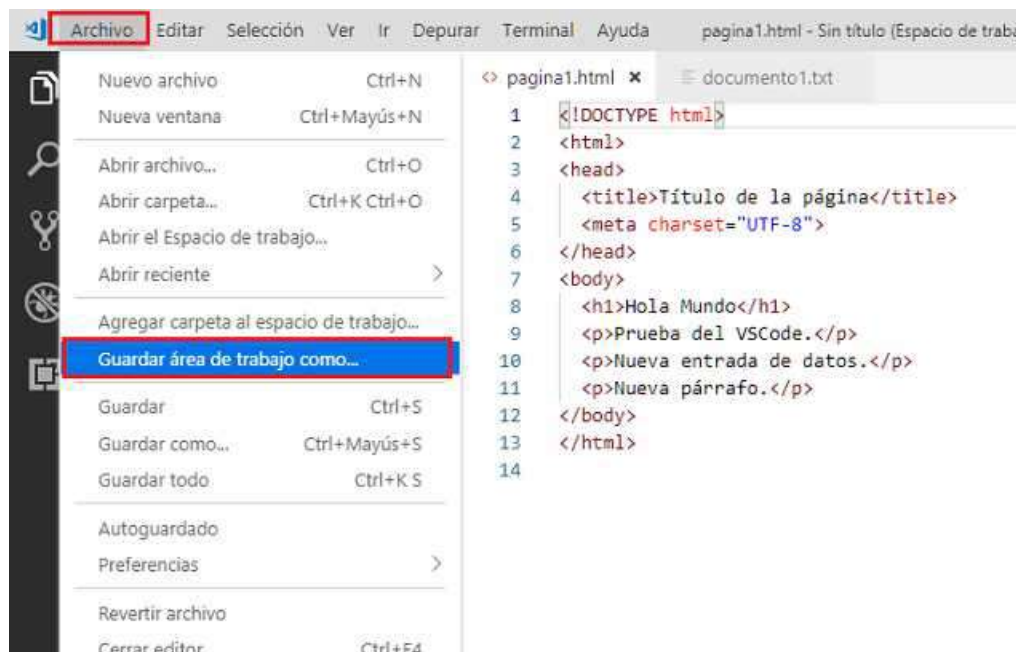 Archivo Editar Selección Ver Ir Depurar Terminal Ayuda pagina1.html - Sin título (Espacio de traba
Nuevo archivo Ctrl+N
Nueva ventana Ctrl+Mayús+N
Abrir archivo... Ctrl+O
Abrir carpeta... Ctrl+K Ctrl+O
Abrir el Espacio de trabajo...
Abrir reciente
Agregar carpeta al espacio de trabajo...
Guardar área de trabajo como...
Guardar Ctrl+S
Guardar como... Ctrl+Mayús+S
Guardar todo Ctrl+K S
Autoguardado
Preferencias
Revertir archivo
Cerrar editor Ctrl+F4
pagina1.html × documento1.txt
1 <!DOCTYPE html>
2 <html>
3 <head>
4 <title>Título de la página</title>
5 <meta charset="UTF-8">
6 </head>
7 <body>
8 <h1>Hola Mundo</h1>
9 <p>Prueba del VSCode.</p>
10 <p>Nueva entrada de datos.</p>
11 <p>Nueva párrafo.</p>
12 </body>
13 </html>
14